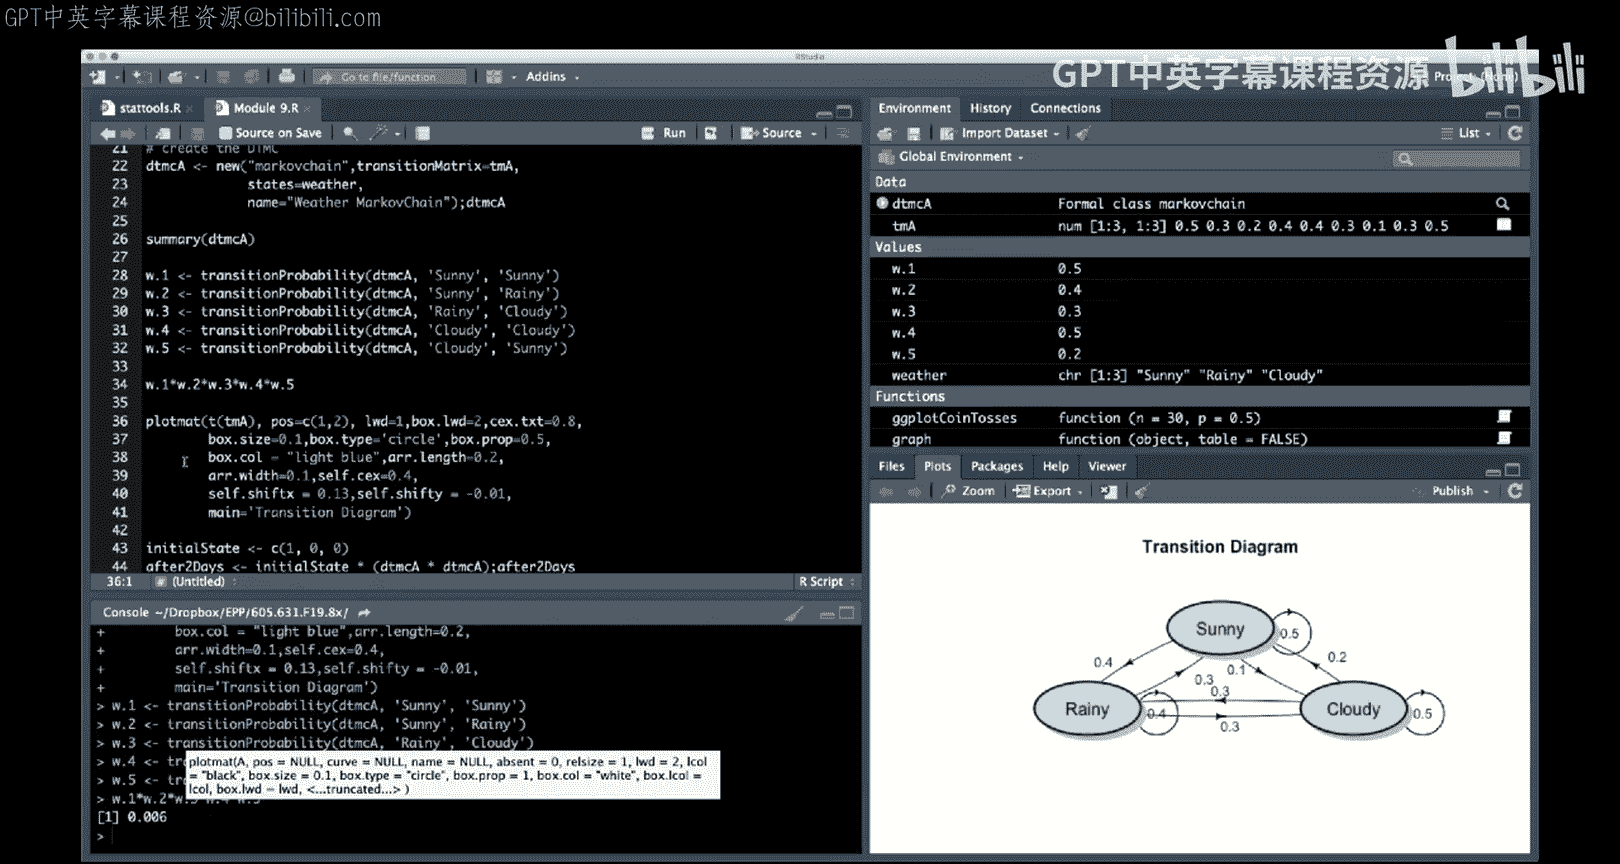 GPT中英字幕课程资源@bilibili.com
RStudio
Go to file/function
Addins
GPT中英字幕课程资源 bilibili
stattools.R
Module 9.R
Environment History Connections
Source on Save
Run
Source
Import Dataset
List
Global Environment
21 # create the DTMC
22 dtmcA <- new("markovchain",transitionMatrix=tmA,
23 states=weather,
24 name="Weather MarkovChain");dtmcA
25
26 summary(dtmcA)
27
28 w.1 <- transitionProbability(dtmcA, 'Sunny', 'Sunny')
29 w.2 <- transitionProbability(dtmcA, 'Sunny', 'Rainy')
30 w.3 <- transitionProbability(dtmcA, 'Rainy', 'Cloudy')
31 w.4 <- transitionProbability(dtmcA, 'Cloudy', 'Cloudy')
32 w.5 <- transitionProbability(dtmcA, 'Cloudy', 'Sunny')
33
34 w.1*w.2*w.3*w.4*w.5
35
36 plotmat(t(tmA), pos=c(1,2), lwd=1,box.lwd=2,cex.txt=0.8,
37 box.size=0.1,box.type='circle',box.prop=0.5,
38 box.col = "light blue",arr.length=0.2,
39 arr.width=0.1,self.cex=0.4,
40 self.shiftx = 0.13,self.shifty = -0.01,
41 main='Transition Diagram')
42
43 initialState <- c(1, 0, 0)
44 after2Days <- initialState * (dtmcA * dtmcA);after2Days
36:1 (Untitled) R Script
Console ~/Dropbox/EPP/605.631.F19.8x/
+ box.col = "light blue",arr.length=0.2,
+ arr.width=0.1,self.cex=0.4,
+ self.shiftx = 0.13,self.shifty = -0.01,
+ main='Transition Diagram')
> w.1 <- transitionProbability(dtmcA, 'Sunny', 'Sunny')
> w.2 <- transitionProbability(dtmcA, 'Sunny', 'Rainy')
> w.3 <- transitionProbability(dtmcA, 'Rainy', 'Cloudy')
> w.4 <- tr
> w.5 <- tr
> w.1*w.2*w.3*w.4*w.5
[1] 0.006
>
plotmat(A, pos = NULL, curve = NULL, name = NULL, absent = 0, relsize = 1, lwd = 2, lcol
= "black", box.size = 0.1, box.type = "circle", box.prop = 1, box.col = "white", box.lcol =
lcol, box.lwd = lwd, <...truncated...> )
Data
dtmcA Formal class markovchain
tmA num [1:3, 1:3] 0.5 0.3 0.2 0.4 0.4 0.3 0.1 0.3 0.5
Values
w.1 0.5
w.2 0.4
w.3 0.3
w.4 0.5
w.5 0.2
weather chr [1:3] "Sunny" "Rainy" "Cloudy"
Functions
ggplotCoinTosses function (n = 30, p = 0.5)
graph function (object, table = FALSE)
Files Plots Packages Help Viewer
Zoom Export Publish
Transition Diagram
Sunny
0.5
0.4
0.1
0.2
0.3
0.3
Rainy
0.4
Cloudy
0.5
0.3